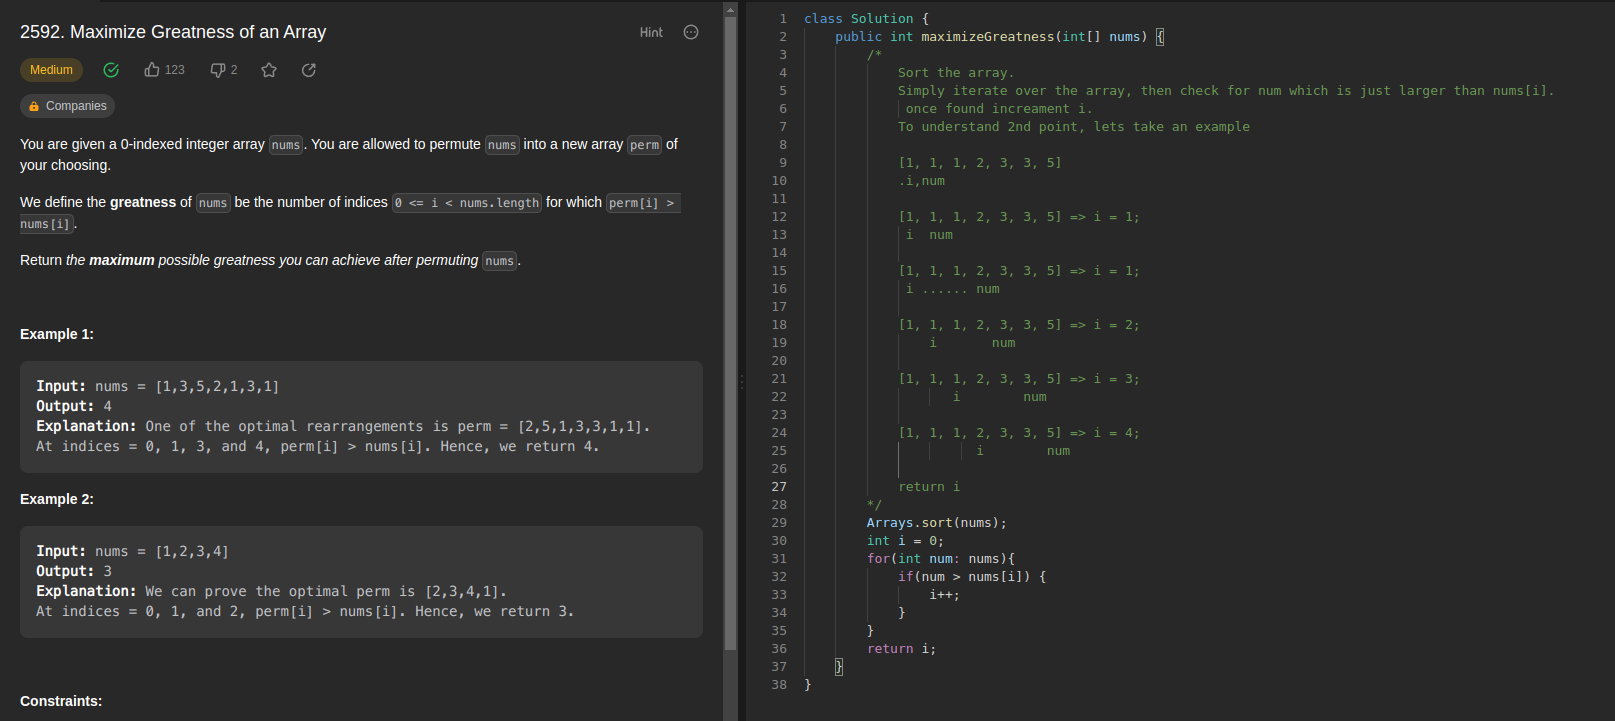 2592. Maximize Greatness of an Array
Hint
Medium
123
2
Companies
You are given a 0-indexed integer array nums. You are allowed to permute nums into a new array perm of
your choosing.
We define the greatness of nums be the number of indices 0 <= i < nums.length for which perm[i] >
nums[i].
Return the maximum possible greatness you can achieve after permuting nums.
Example 1:
Input: nums = [1,3,5,2,1,3,1]
Output: 4
Explanation: One of the optimal rearrangements is perm = [2,5,1,3,3,1,1].
At indices = 0, 1, 3, and 4, perm[i] > nums[i]. Hence, we return 4.
Example 2:
Input: nums = [1,2,3,4]
Output: 3
Explanation: We can prove the optimal perm is [2,3,4,1].
At indices = 0, 1, and 2, perm[i] > nums[i]. Hence, we return 3.
Constraints:
1 class Solution {
2 public int maximizeGreatness(int[] nums) {
3 /*
4 Sort the array.
5 Simply iterate over the array, then check for num which is just larger than nums[i].
6 once found increament i.
7 To understand 2nd point, lets take an example
8
9 [1, 1, 1, 2, 3, 3, 5]
10 .i,num
11
12 [1, 1, 1, 2, 3, 3, 5] => i = 1;
13 i num
14
15 [1, 1, 1, 2, 3, 3, 5] => i = 1;
16 i ...... num
17
18 [1, 1, 1, 2, 3, 3, 5] => i = 2;
19 i num
20
21 [1, 1, 1, 2, 3, 3, 5] => i = 3;
22 i num
23
24 [1, 1, 1, 2, 3, 3, 5] => i = 4;
25 i num
26
27 return i
28 */
29 Arrays.sort(nums);
30 int i = 0;
31 for(int num: nums){
32 if(num > nums[i]) {
33 i++;
34 }
35 }
36 return i;
37 }
38 }